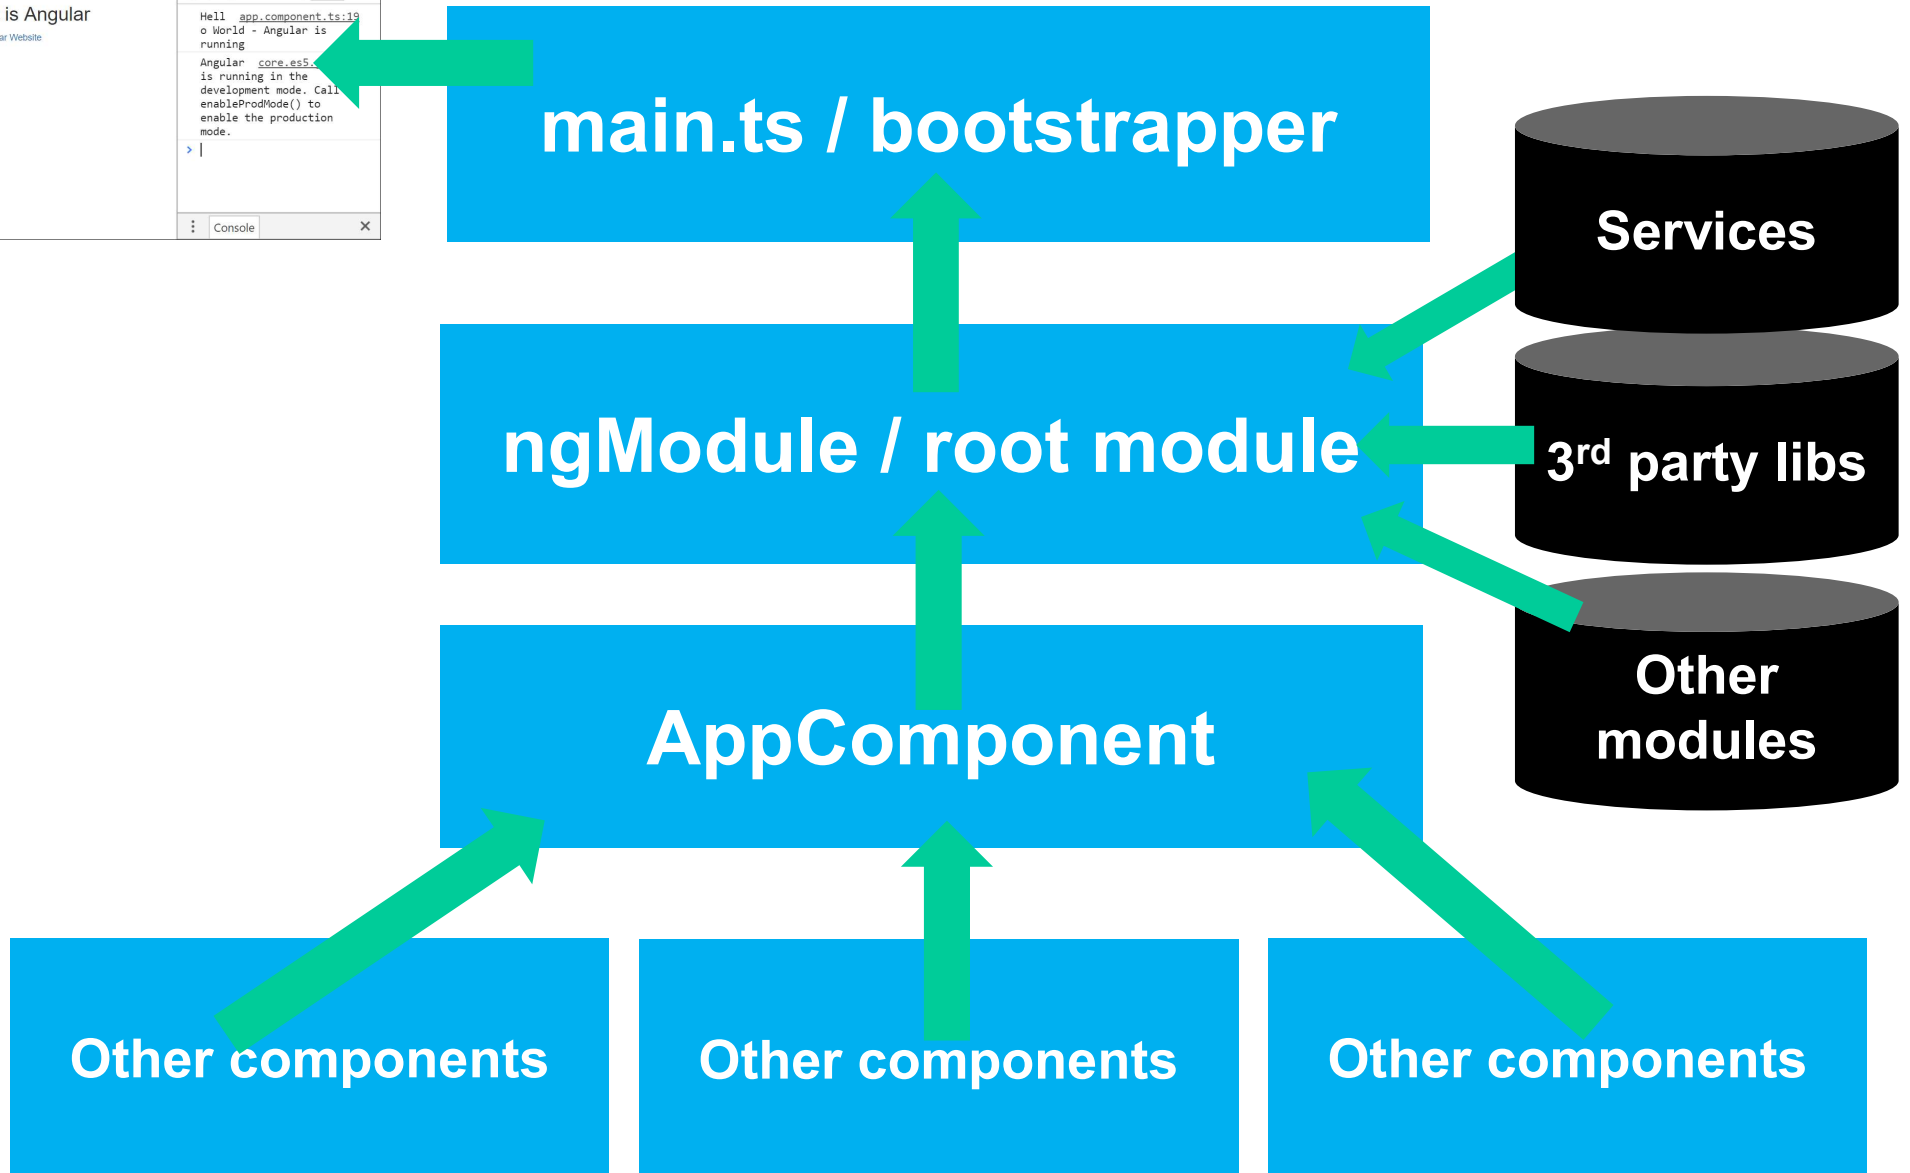 is Angular
ar Website
Hell app.component.ts:19
o World - Angular is
running
Angular core.es5.
is running in the
development mode. Call
enableProdMode() to
enable the production
mode.
>
Console
main.ts / bootstrapper
Services
ngModule / root module
3rd party libs
AppComponent
Other
modules
Other components
Other components
Other components